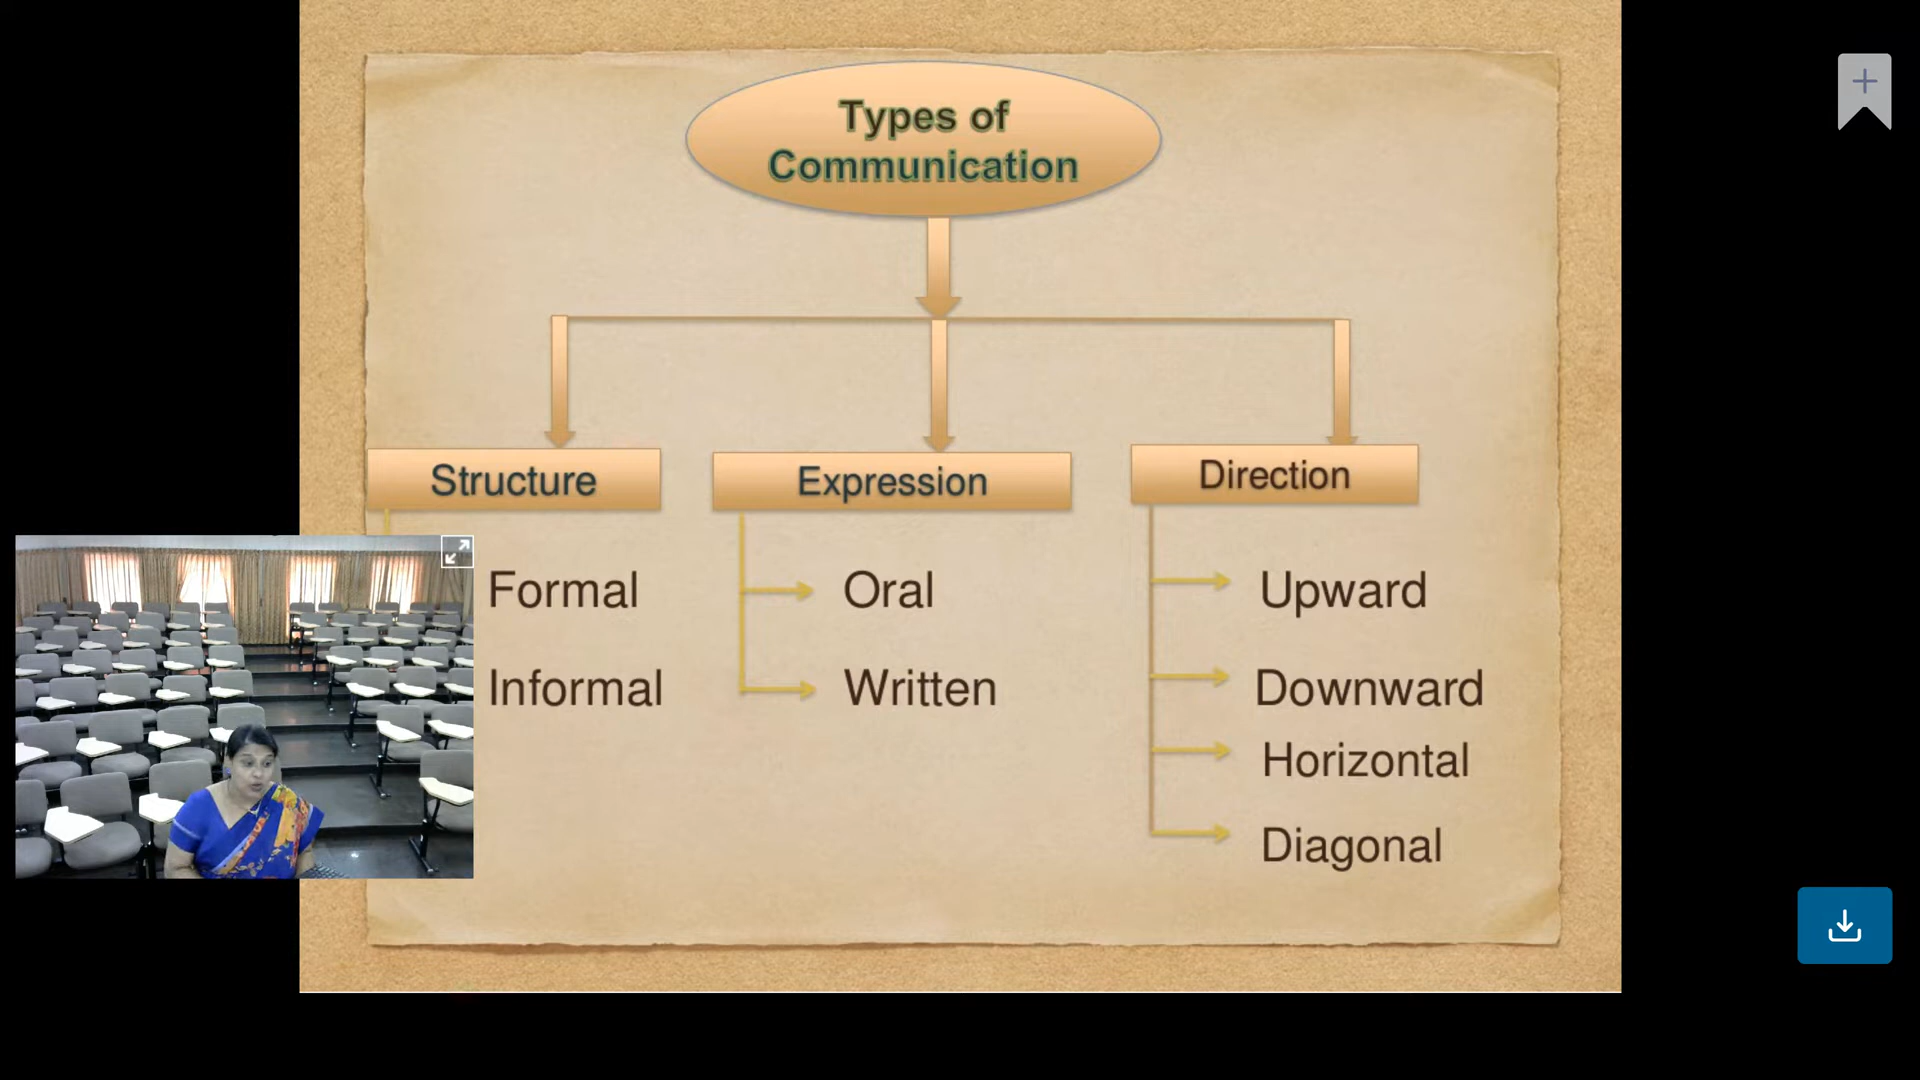 Types of
Communication
Structure
Formal
Informal
Expression
Oral
Written
Direction
Upward
Downward
Horizontal
Diagonal